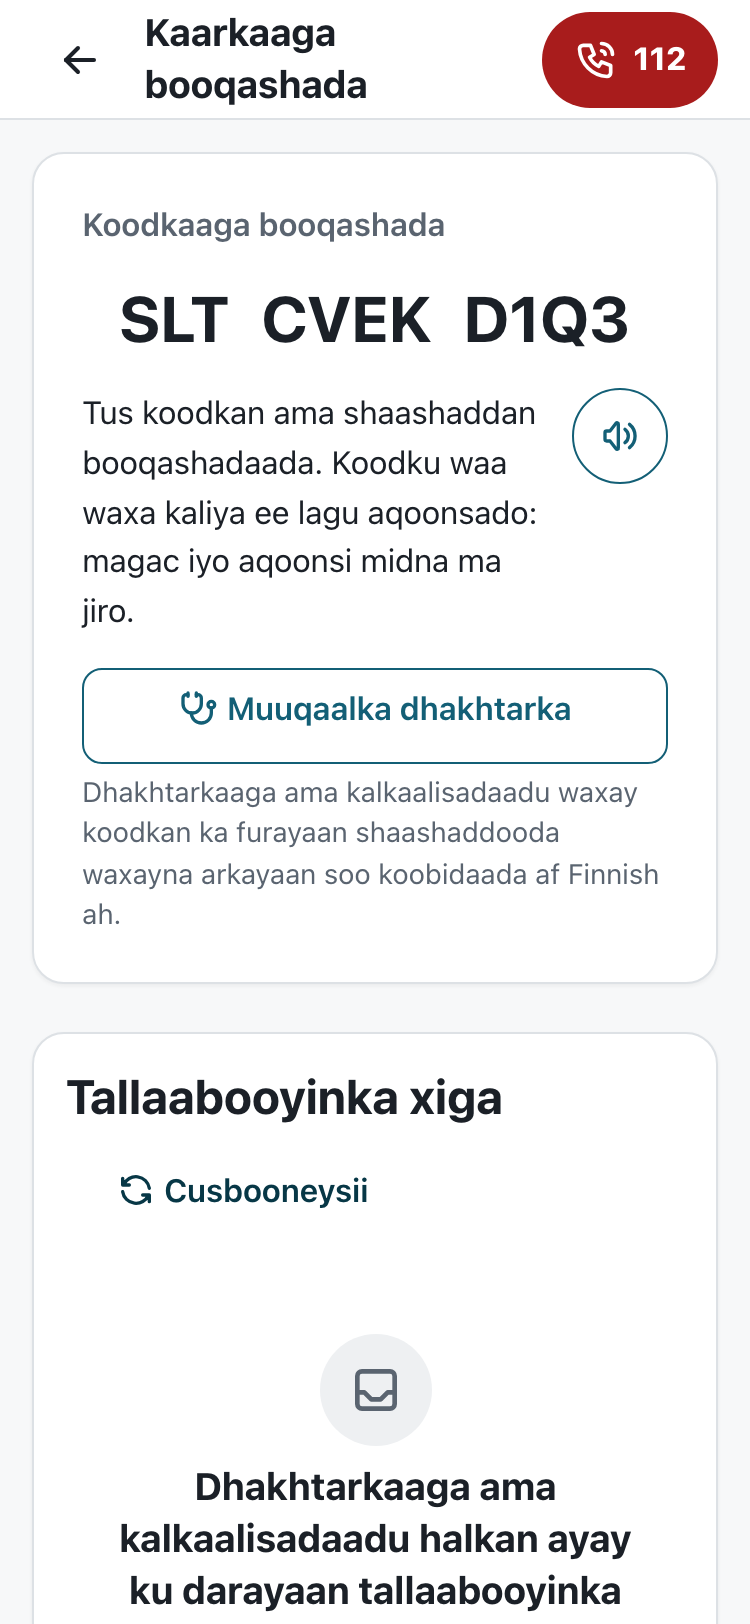 Kaarkaaga
booqashada
112
Koodkaaga booqashada
SLT CVEK D1Q3
Tus koodkan ama shaashaddan
booqashadaada. Koodku waa
waxa kaliya ee lagu aqoonsado:
magac iyo aqoonsi midna ma
jiro.
Muuqaalka dhakhtarka
Dhakhtarkaaga ama kalkaalisadaadu waxay
koodkan ka furayaan shaashaddooda
waxayna arkayaan soo koobidaada af Finnish
ah.
Tallaabooyinka xiga
Cusbooneysii
Dhakhtarkaaga ama
kalkaalisadaadu halkan ayay
ku darayaan tallaabooyinka